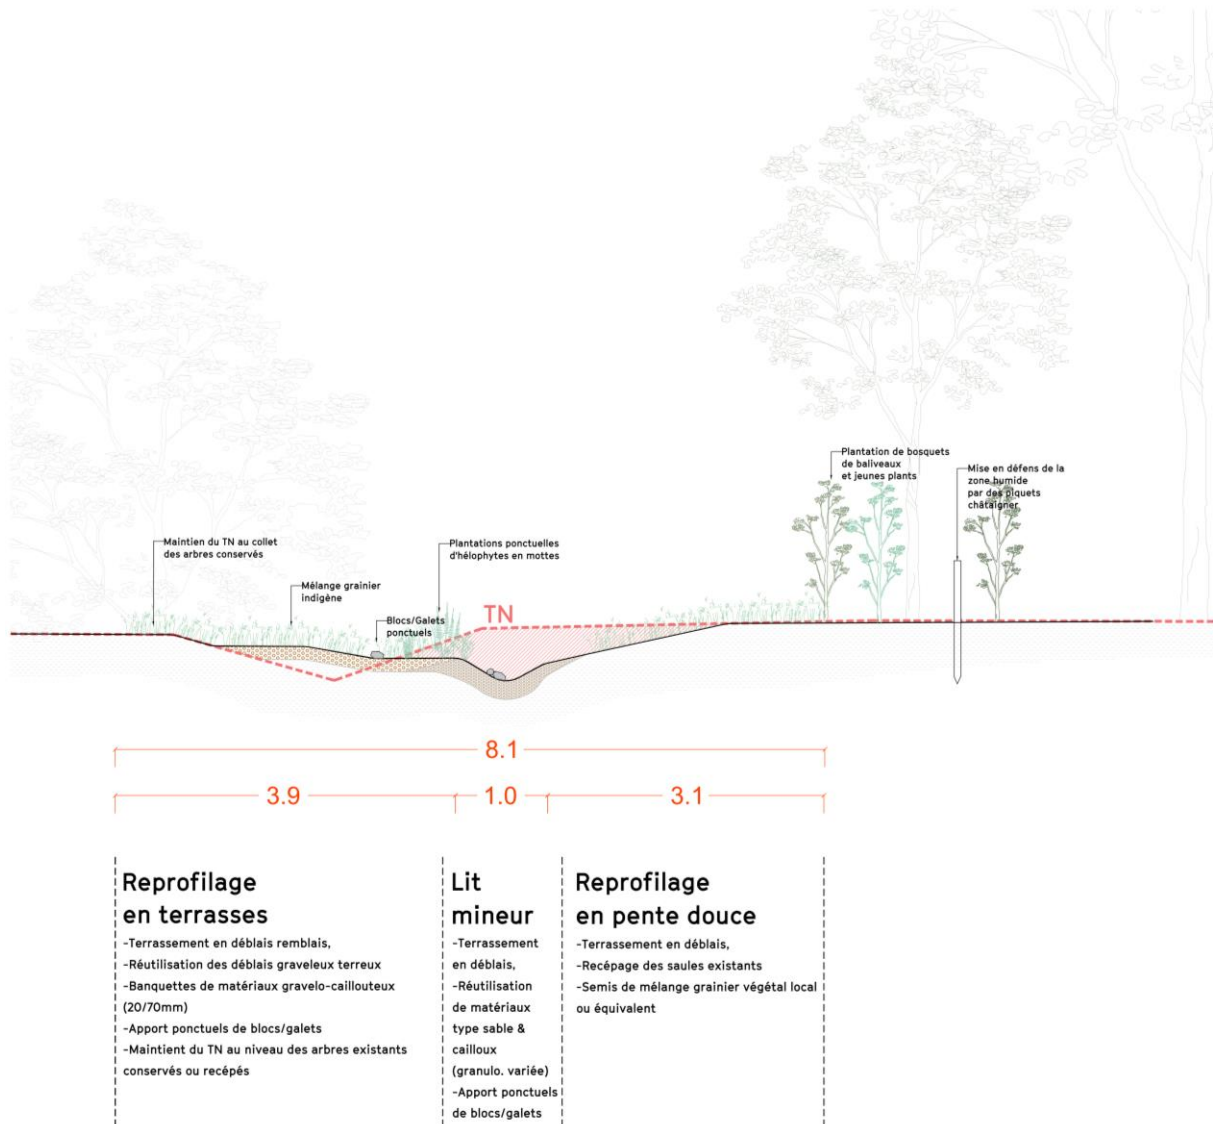 Plantation de bosquets
de baliveaux
et jeunes plants
Mise en défens de la
zone humide
par des piquets
châtaigner
Maintien du TN au collet
des arbres conservés
Plantations ponctuelles
d'hélophytes en mottes
Mélange grainier
indigène
Blocs/Galets
ponctuels
TN
8.1
3.9
1.0
3.1
Reprofilage
en terrasses
-Terrassement en déblais remblais,
-Réutilisation des déblais graveleux terreux
-Banquettes de matériaux gravelo-caillouteux
(20/70mm)
-Apport ponctuels de blocs/galets
-Maintient du TN au niveau des arbres existants
conservés ou recépés
Lit
mineur
-Terrassement
en déblais,
-Réutilisation
de matériaux
type sable &
cailloux
(granulo. variée)
-Apport ponctuels
de blocs/galets
Reprofilage
en pente douce
-Terrassement en déblais,
-Recépage des saules existants
-Semis de mélange grainier végétal local
ou équivalent